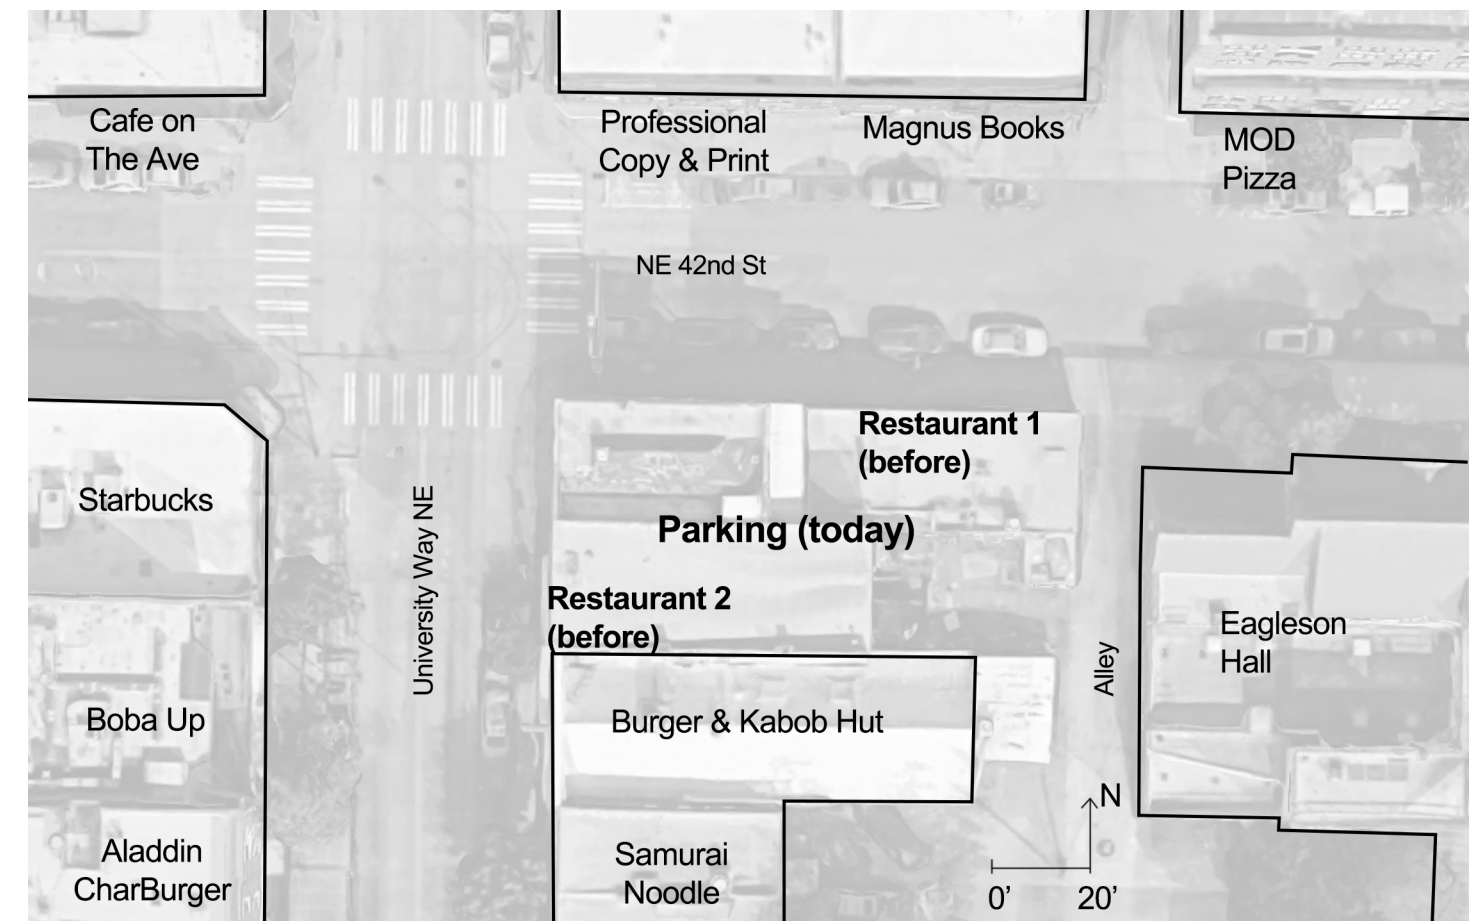 Cafe on
The Ave
Professional
Copy & Print
Magnus Books
MOD
Pizza
NE 42nd St
Restaurant 1
(before)
Starbucks
Parking (today)
University Way NE
Restaurant 2
(before)
Eagleson
Hall
Alley
Boba Up
Burger & Kabob Hut
N
Aladdin
CharBurger
Samurai
Noodle
0’
20’